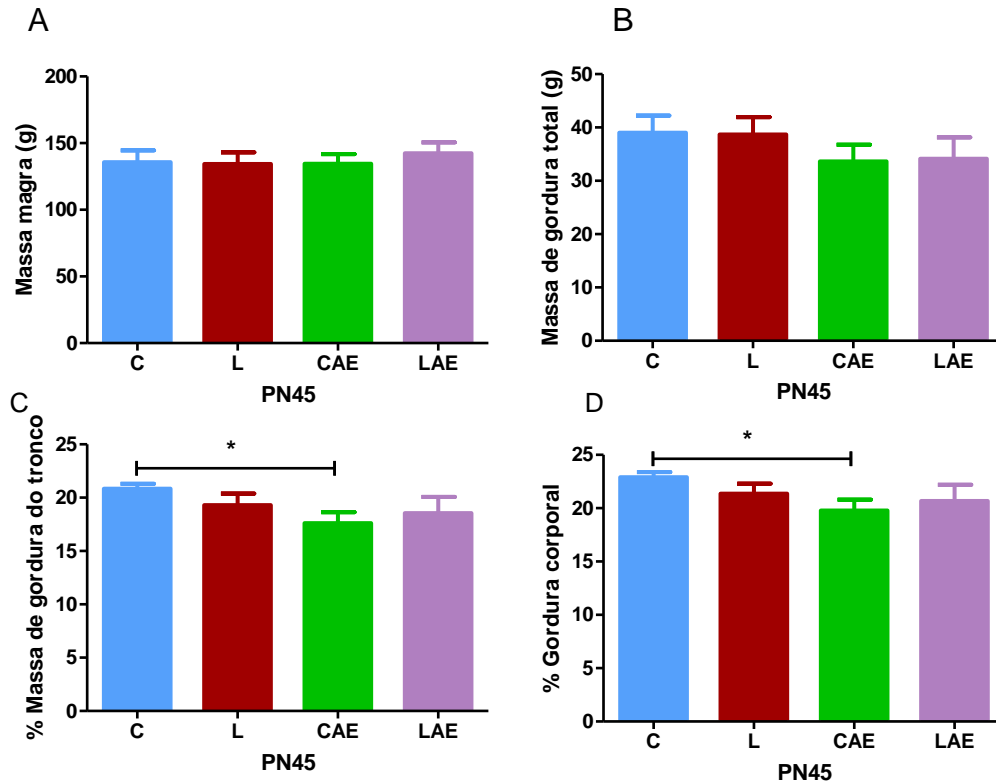 A
Massa magra (g)
200
150
100
50
0
C L CAE LAE
PN45
B
Massa de gordura total (g)
50
40
30
20
10
0
C L CAE LAE
PN45
C
% Massa de gordura do tronco
25
20
15
10
5
0
*
C L CAE LAE
PN45
D
% Gordura corporal
25
20
15
10
5
0
*
C L CAE LAE
PN45